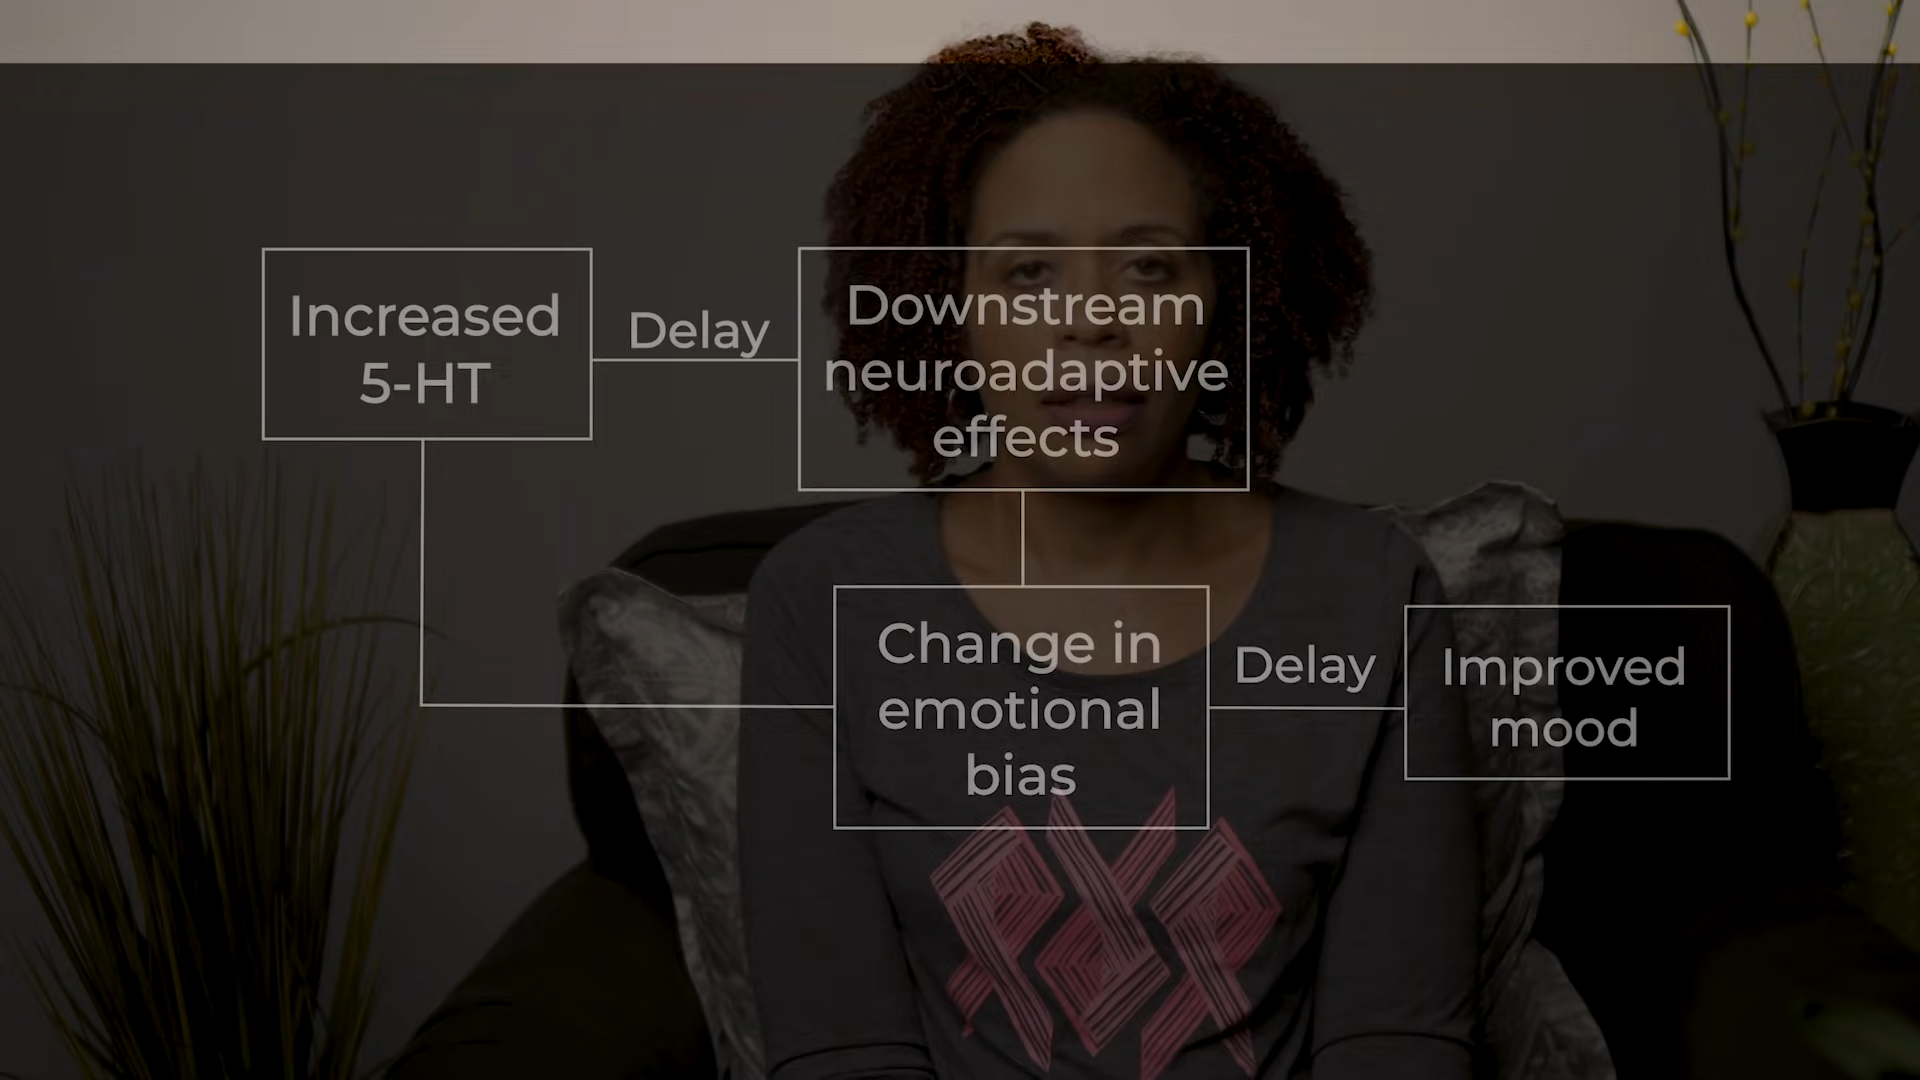 Increased
5-HT
Delay
Downstream
neuroadaptive
effects
Change in
emotional
bias
Delay
Improved
mood